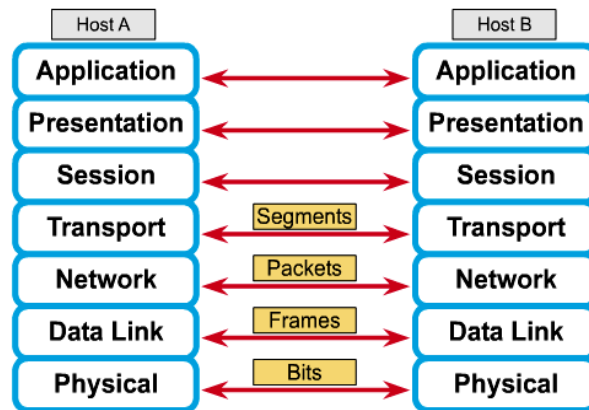 Host A Host B
Application Application
Presentation Presentation
Session Session
Segments
Transport Transport
Packets
Network Network
Frames
Data Link Data Link
Bits
Physical Physical